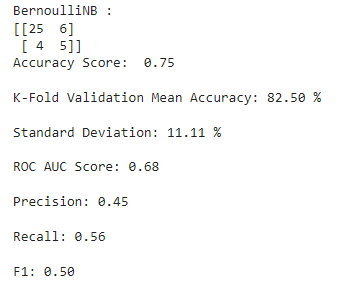 BernoulliNB :
[[25  6]
 [ 4  5]]
Accuracy Score:  0.75
K-Fold Validation Mean Accuracy: 82.50 %
Standard Deviation: 11.11 %
ROC AUC Score: 0.68
Precision: 0.45
Recall: 0.56
F1: 0.50